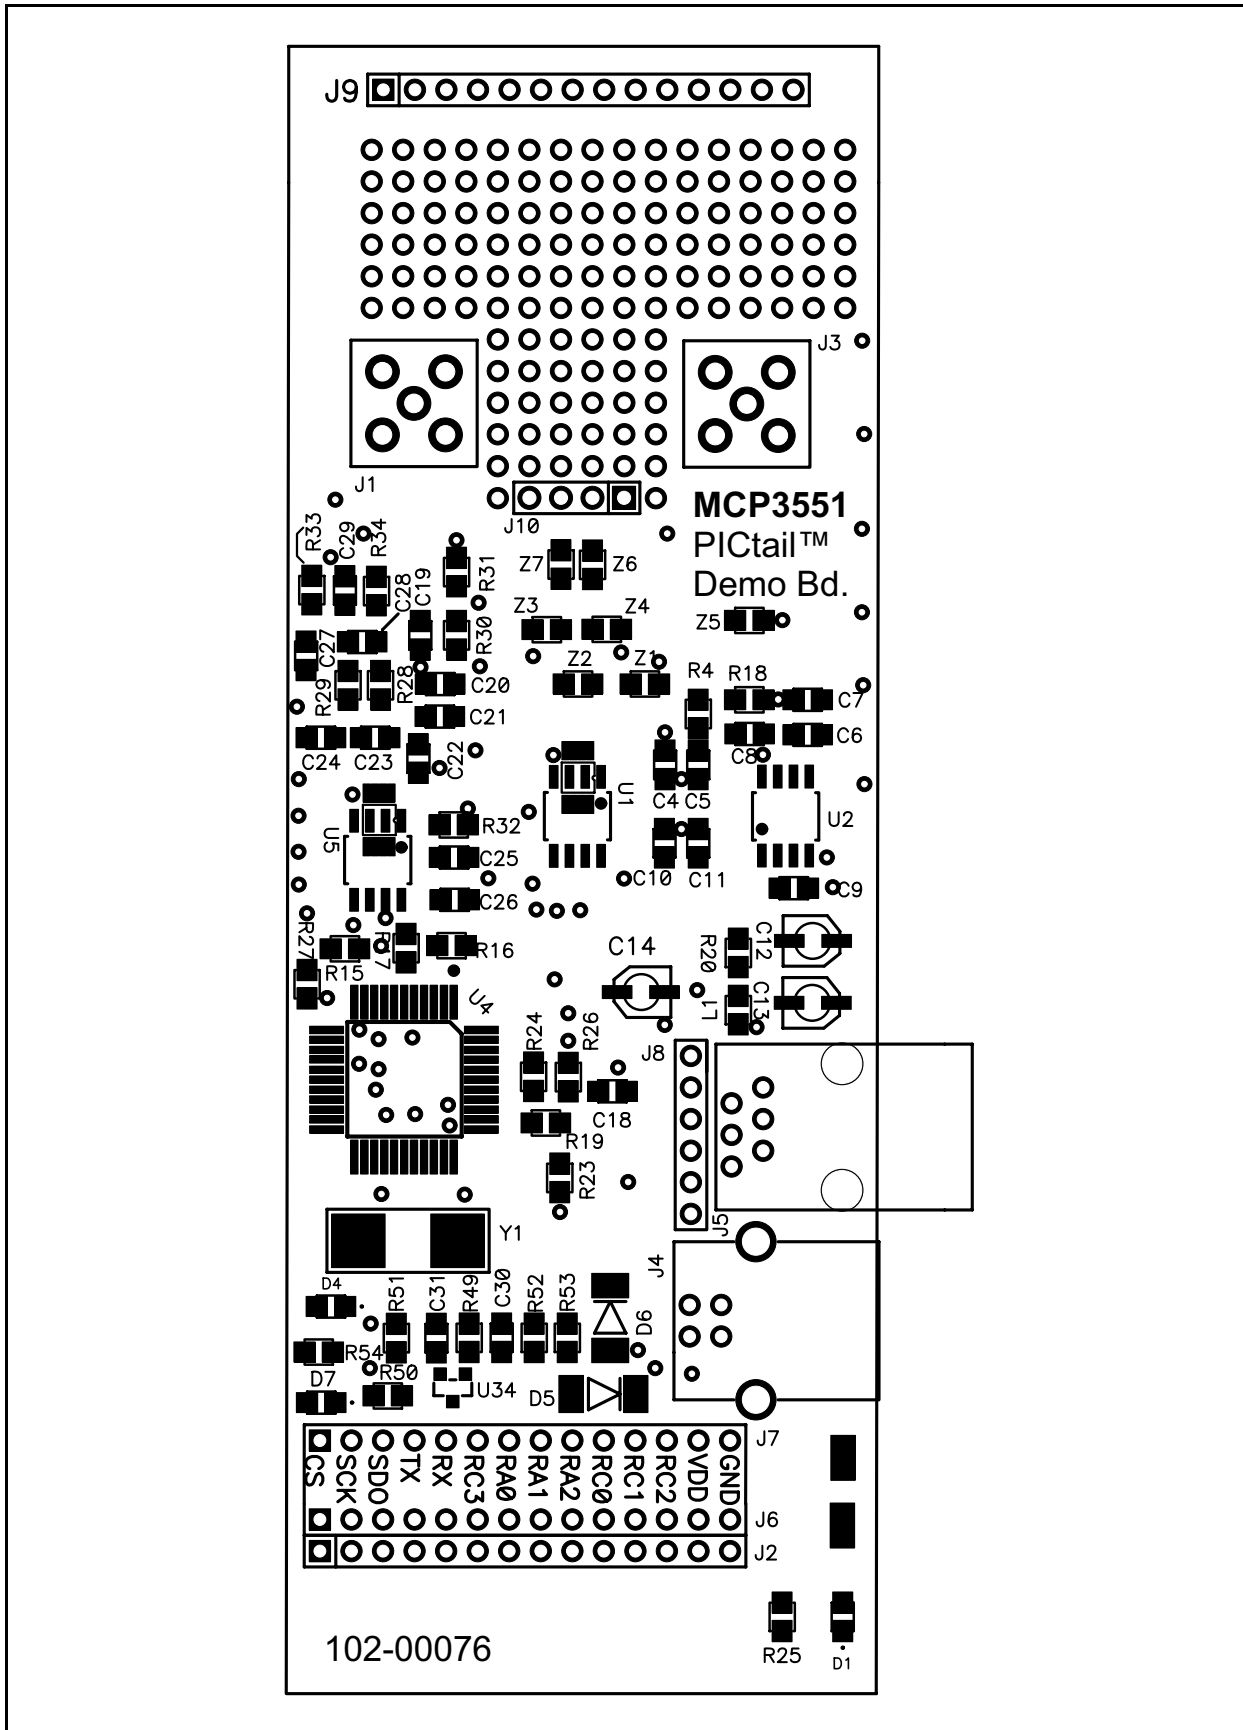 J9
J3
J1
MCP3551
PICtail™
Demo Bd.
J10
R33
C29
R34
C28
C19
R31
R30
Z7
Z6
Z3
Z4
Z5
C27
R29
R28
C20
C21
Z2
Z1
R4
R18
C7
C6
C8
C24
C23
C22
U1
C4
C5
U2
U5
R32
C25
C26
C10
C11
C9
R27
R15
R17
R16
C14
R20
C12
U4
L1
C13
R24
R26
J8
C18
R19
R23
J5
Y1
J4
D4
R51
C31
R49
C30
R52
R53
D6
R54
D7
R50
U34
D5
J7
CS
SCK
SDO
TX
RX
RC3
RA0
RA1
RA2
RC0
RC1
RC2
VDD
GND
J6
J2
102-00076
R25
D1